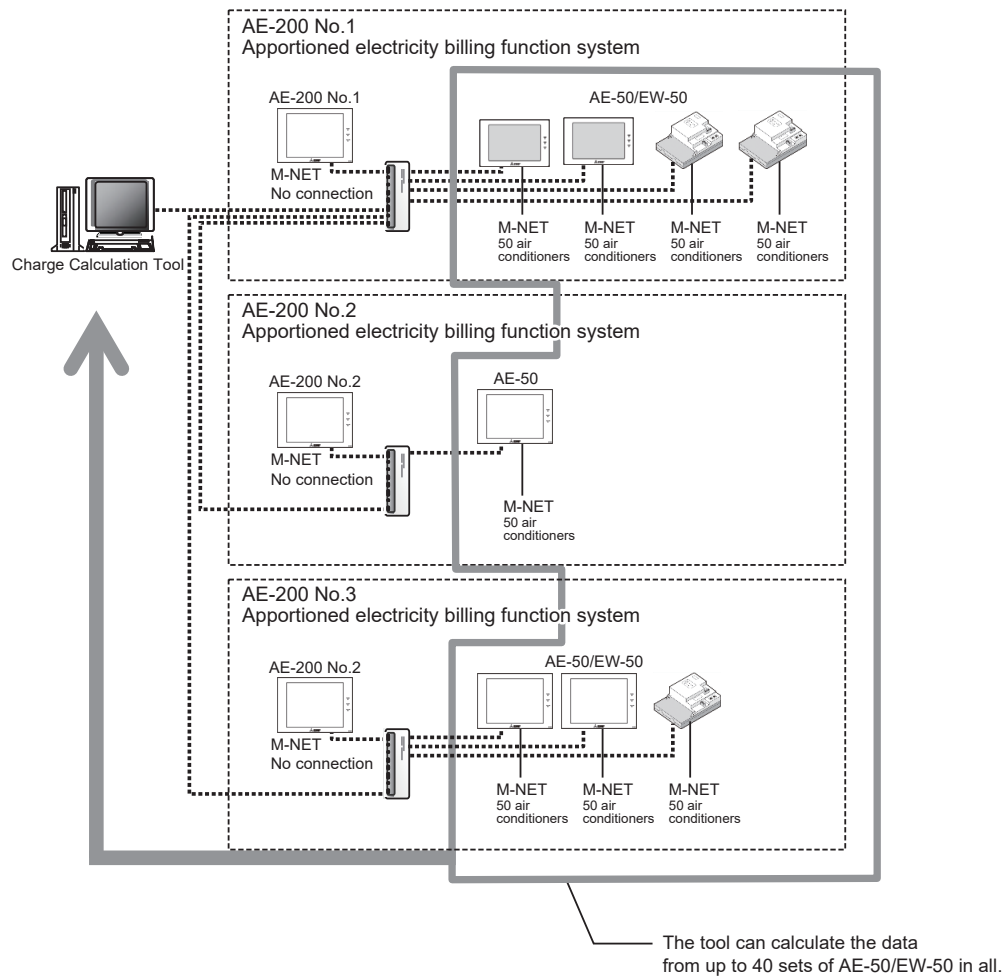 AE-200 No.1
Apportioned electricity billing function system
AE-200 No.1
AE-50/EW-50
M-NET
No connection
M-NET
50 air
conditioners
M-NET
50 air
conditioners
M-NET
50 air
conditioners
M-NET
50 air
conditioners
Charge Calculation Tool
AE-200 No.2
Apportioned electricity billing function system
AE-200 No.2
AE-50
M-NET
No connection
M-NET
50 air
conditioners
AE-200 No.3
Apportioned electricity billing function system
AE-200 No.2
AE-50/EW-50
M-NET
No connection
M-NET
50 air
conditioners
M-NET
50 air
conditioners
M-NET
50 air
conditioners
The tool can calculate the data
from up to 40 sets of AE-50/EW-50 in all.